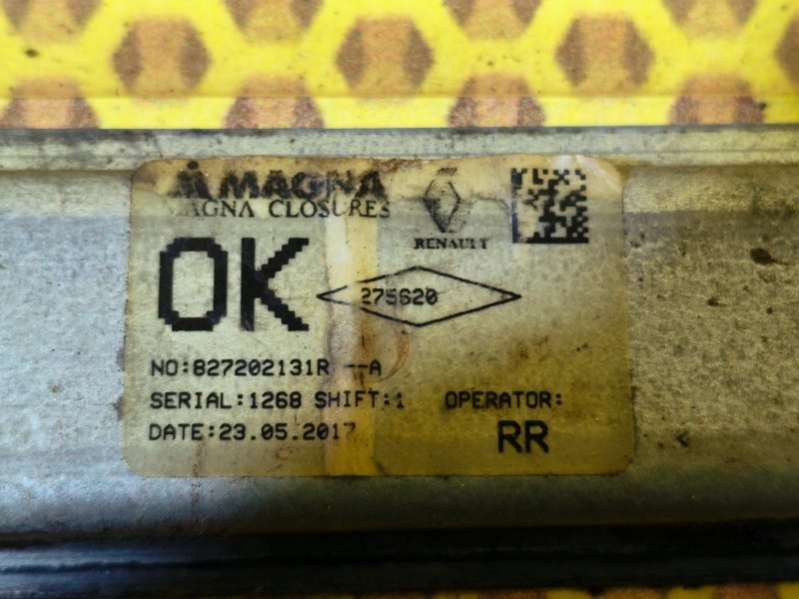 MAGNA
MAGNA CLOSURES
RENAULT
OK
275620
NO:827202131R --A
SERIAL:1268 SHIFT:1 OPERATOR:
DATE:23.05.2017 RR